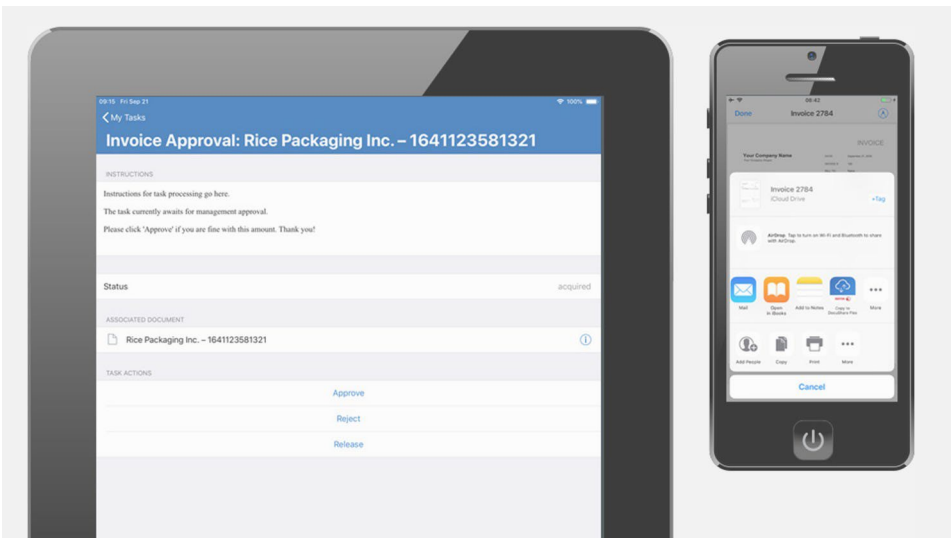 09:15 Fri Sep 21
100%
My Tasks
Invoice Approval: Rice Packaging Inc. – 1641123581321
INSTRUCTIONS
Instructions for task processing go here.
The task currently awaits for management approval.
Please click 'Approve' if you are fine with this amount. Thank you!
Status
acquired
ASSOCIATED DOCUMENT
Rice Packaging Inc. – 1641123581321
TASK ACTIONS
Approve
Reject
Release
06:42
Done
Invoice 2784
INVOICE
Your Company Name
Invoice 2784
iCloud Drive
+Tag
AirDrop. Tap to turn on Wi-Fi and Bluetooth to share
with AirDrop.
Mail
Open
in iBooks
Add to Notes
Copy to
DocuShare Flex
More
Add People
Copy
Print
More
Cancel